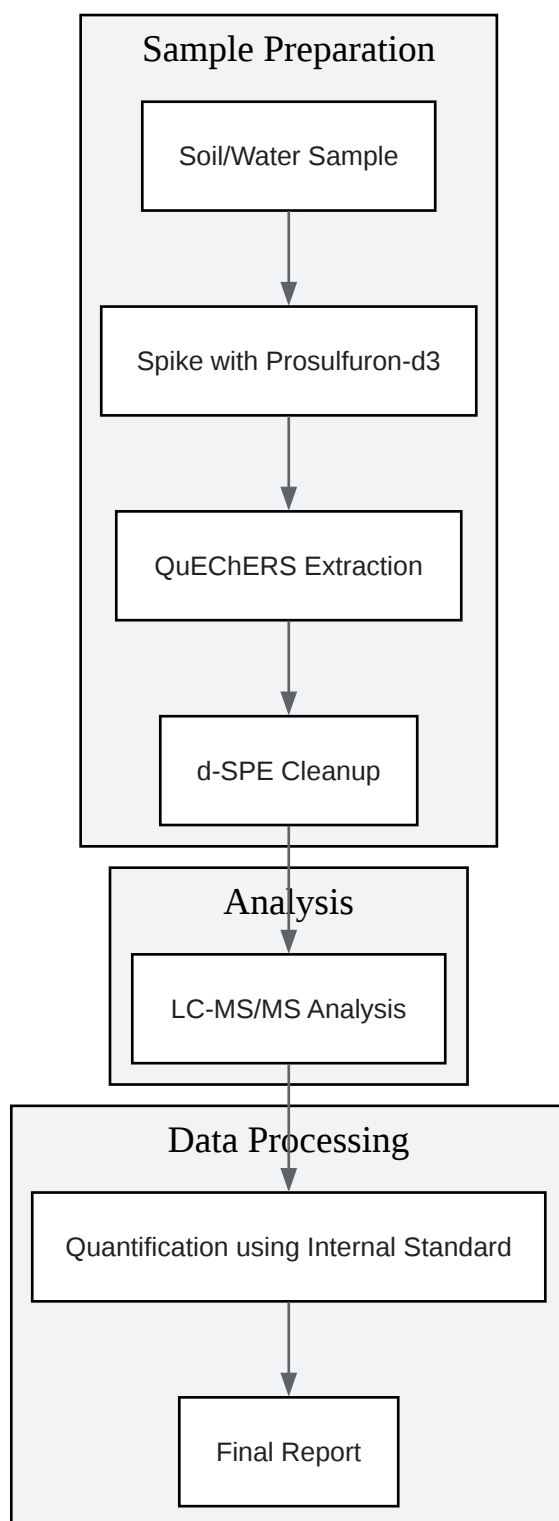 Sample Preparation
Soil/Water Sample
Spike with Prosulfuron-d3
QuEChERS Extraction
d-SPE Cleanup
Analysis
LC-MS/MS Analysis
Data Processing
Quantification using Internal Standard
Final Report